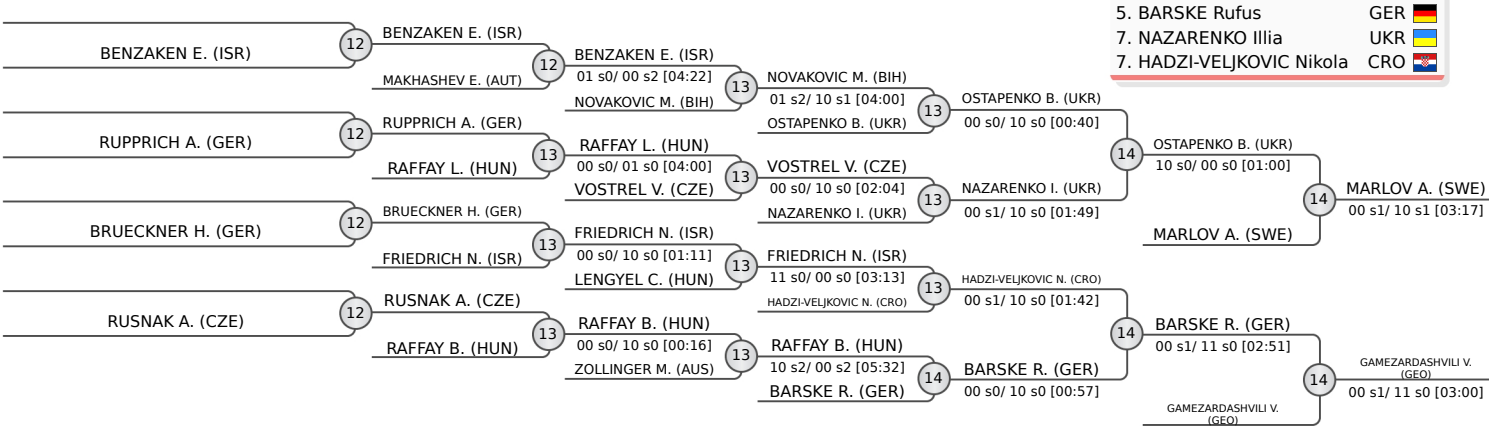 5. BARSKE Rufus GER
7. NAZARENKO Illia UKR
7. HADZI-VELJKOVIC Nikola CRO
BENZAKEN E. (ISR)
12
RUPPRICH A. (GER)
12
BRUECKNER H. (GER)
12
RUSNAK A. (CZE)
12
BENZAKEN E. (ISR)
12
MAKHASHEV E. (AUT)
RUPPRICH A. (GER)
13
RAFFAY L. (HUN)
BRUECKNER H. (GER)
13
FRIEDRICH N. (ISR)
RUSNAK A. (CZE)
13
RAFFAY B. (HUN)
BENZAKEN E. (ISR)
01 s0/ 00 s2 [04:22]
13
NOVAKOVIC M. (BIH)
RAFFAY L. (HUN)
00 s0/ 01 s0 [04:00]
13
VOSTREL V. (CZE)
FRIEDRICH N. (ISR)
00 s0/ 10 s0 [01:11]
13
LENGYEL C. (HUN)
RAFFAY B. (HUN)
00 s0/ 10 s0 [00:16]
13
ZOLLINGER M. (AUS)
NOVAKOVIC M. (BIH)
01 s2/ 10 s1 [04:00]
13
OSTAPENKO B. (UKR)
VOSTREL V. (CZE)
00 s0/ 10 s0 [02:04]
13
NAZARENKO I. (UKR)
FRIEDRICH N. (ISR)
11 s0/ 00 s0 [03:13]
13
HADZI-VELJKOVIC N. (CRO)
RAFFAY B. (HUN)
10 s2/ 00 s2 [05:32]
14
BARSKE R. (GER)
OSTAPENKO B. (UKR)
00 s0/ 10 s0 [00:40]
14
NAZARENKO I. (UKR)
00 s1/ 10 s0 [01:49]
HADZI-VELJKOVIC N. (CRO)
00 s1/ 10 s0 [01:42]
14
BARSKE R. (GER)
00 s0/ 10 s0 [00:57]
OSTAPENKO B. (UKR)
10 s0/ 00 s0 [01:00]
14
MARLOV A. (SWE)
BARSKE R. (GER)
00 s1/ 11 s0 [02:51]
14
GAMEZARDASHVILI V.
(GEO)
MARLOV A. (SWE)
00 s1/ 10 s1 [03:17]
GAMEZARDASHVILI V.
(GEO)
00 s1/ 11 s0 [03:00]